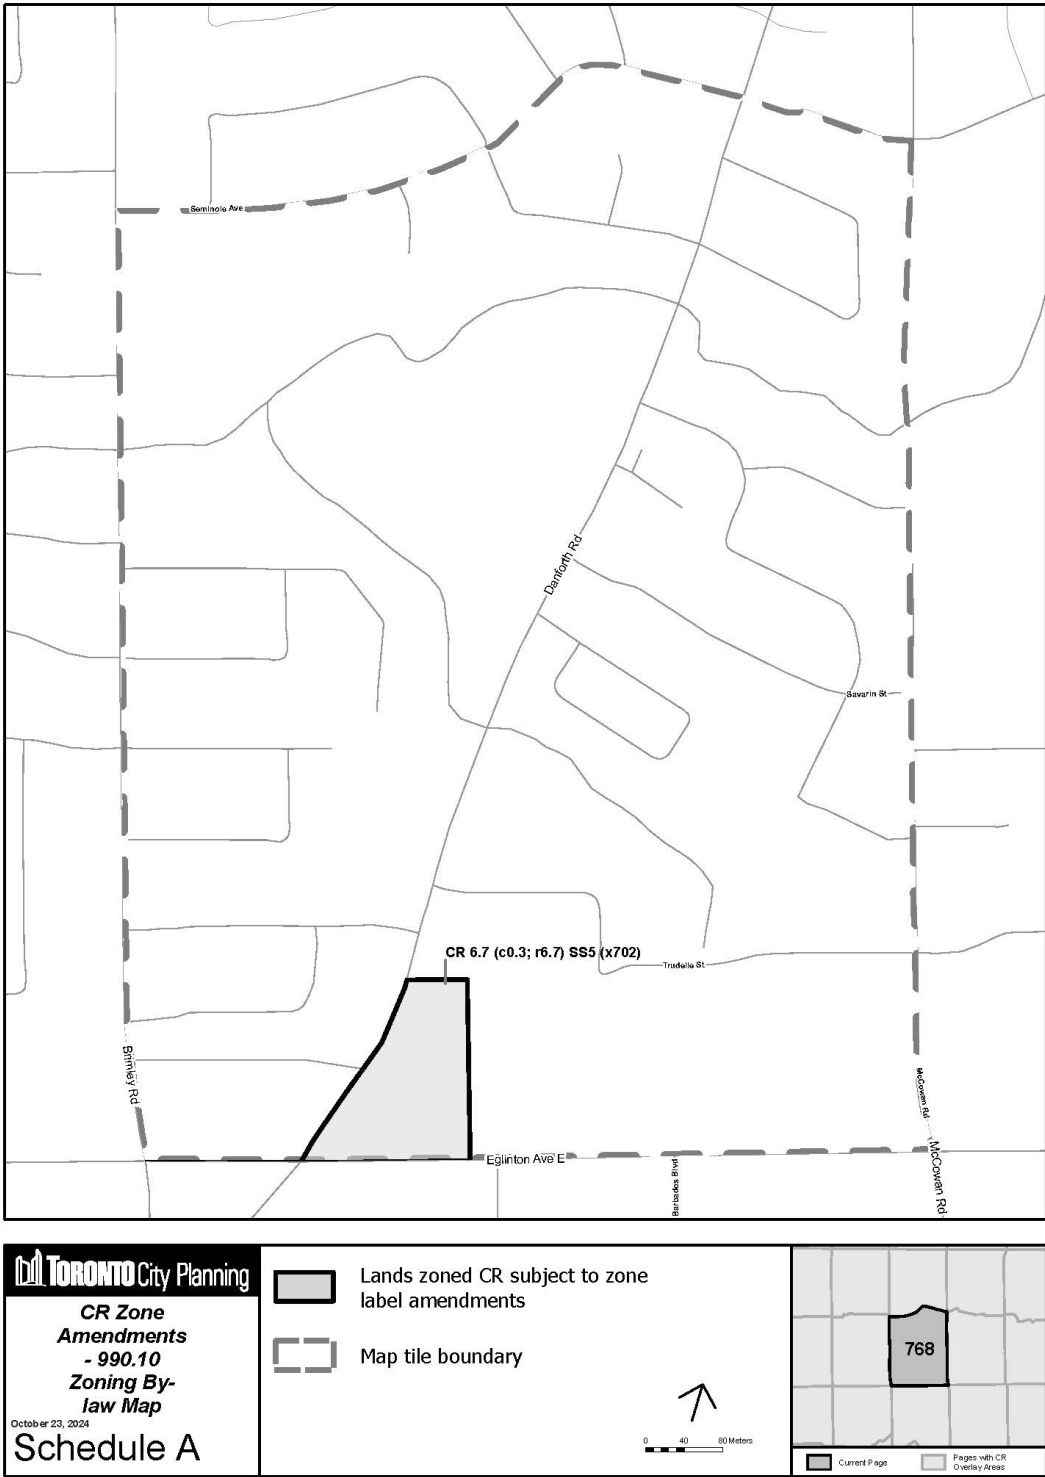 Seminole Ave
Danforth Rd
Savarin St
CR 6.7 (c0.3; r6.7) SS5 (x702)
Trudelle St
Brimley Rd
McCowan Rd
Eglinton Ave E
Barbados Blvd
McCowan Rd
TORONTO City Planning
CR Zone
Amendments
- 990.10
Zoning By-
law Map
October 23, 2024
Schedule A
Lands zoned CR subject to zone
label amendments
Map tile boundary
0 40 80 Meters
768
Current Page
Pages with CR
Overlay Areas